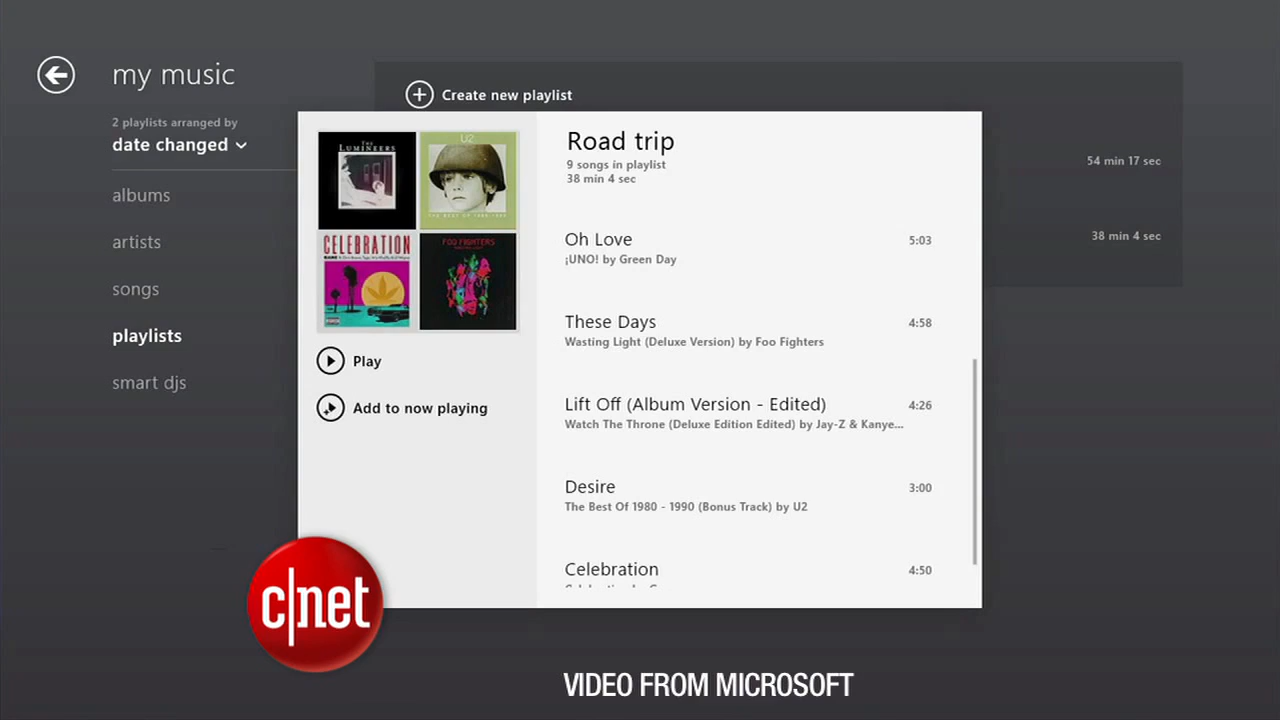 my music
2 playlists arranged by
date changed
albums
artists
songs
playlists
smart djs
Create new playlist
54 min 17 sec
38 min 4 sec
THE
LUMINEERS
U2
THE BEST OF 1980-1990
CELEBRATION
FOO FIGHTERS
Play
Add to now playing
Road trip
9 songs in playlist
38 min 4 sec
Oh Love 5:03
¡UNO! by Green Day
These Days 4:58
Wasting Light (Deluxe Version) by Foo Fighters
Lift Off (Album Version - Edited) 4:26
Watch The Throne (Deluxe Edition Edited) by Jay-Z & Kanye...
Desire 3:00
The Best Of 1980 - 1990 (Bonus Track) by U2
Celebration 4:50
c|net
VIDEO FROM MICROSOFT